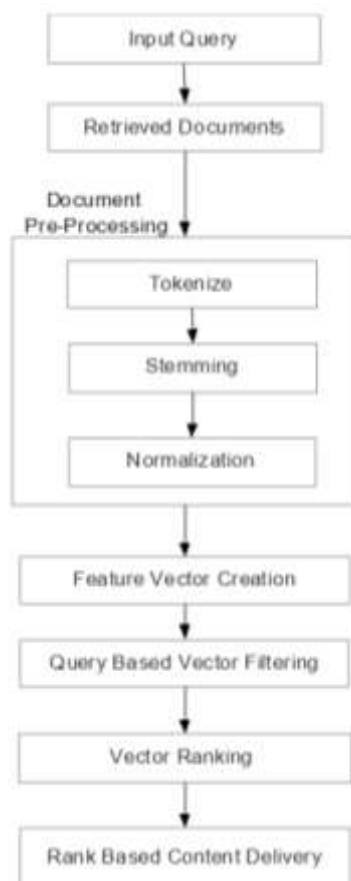 Input Query
Retrieved Documents
Document
Pre-Processing
Tokenize
Stemming
Normalization
Feature Vector Creation
Query Based Vector Filtering
Vector Ranking
Rank Based Content Delivery